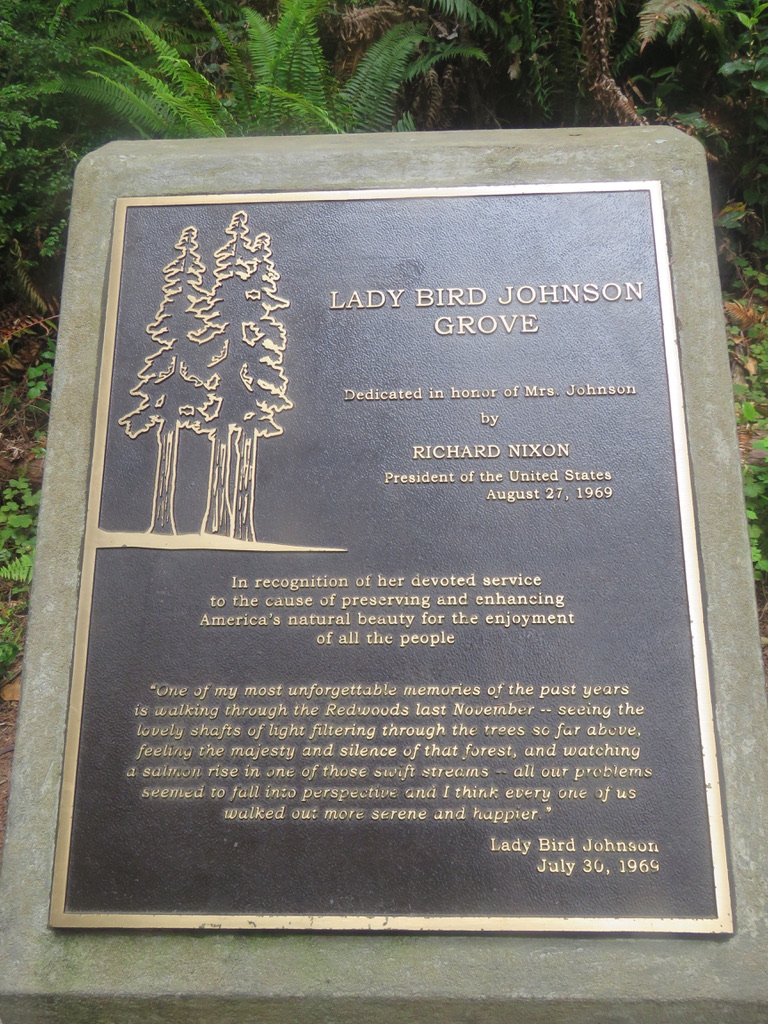 LADY BIRD JOHNSON
GROVE
Dedicated in honor of Mrs. Johnson
by
RICHARD NIXON
President of the United States
August 27, 1969
In recognition of her devoted service
to the cause of preserving and enhancing
America's natural beauty for the enjoyment
of all the people
"One of my most unforgettable memories of the past years
is walking through the Redwoods last November -- seeing the
lovely shafts of light filtering through the trees so far above,
feeling the majesty and silence of that forest, and watching
a salmon rise in one of those swift streams -- all our problems
seemed to fall into perspective and I think every one of us
walked out more serene and happier."
Lady Bird Johnson
July 30, 1969